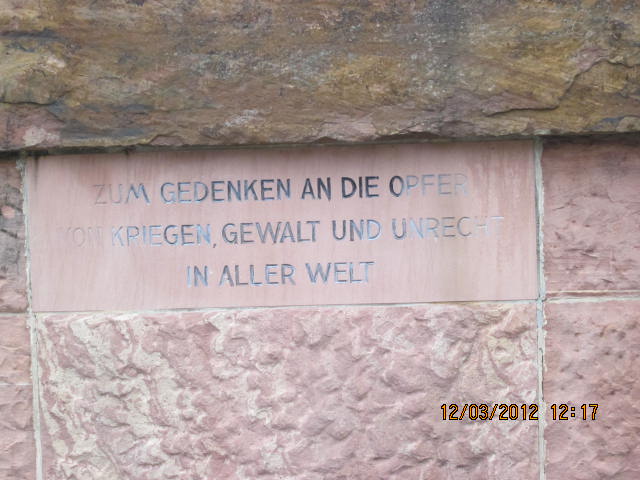 ZUM GEDENKEN AN DIE OPFER
VON KRIEGEN, GEWALT UND UNRECHT
IN ALLER WELT
12/03/2012 12:17